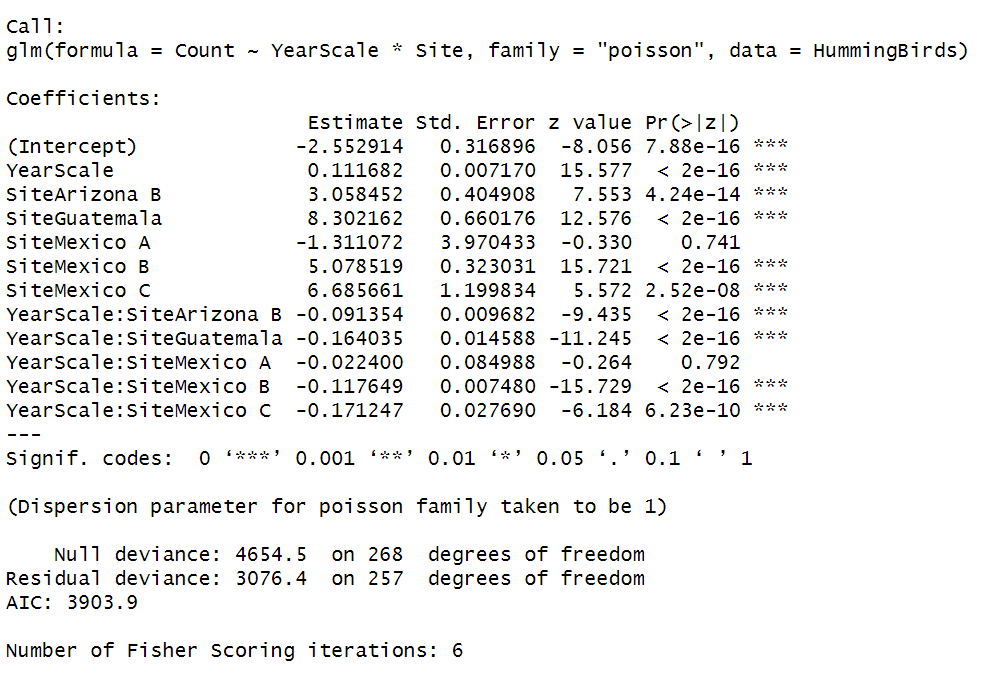 Call:
glm(formula = Count ~ YearScale * Site, family = "poisson", data = HummingBirds)

Coefficients:
                         Estimate Std. Error z value Pr(>|z|)
(Intercept)             -2.552914   0.316896  -8.056 7.88e-16 ***
YearScale                0.111682   0.007170  15.577  < 2e-16 ***
SiteArizona B            3.058452   0.404908   7.553 4.24e-14 ***
SiteGuatemala            8.302162   0.660176  12.576  < 2e-16 ***
SiteMexico A            -1.311072   3.970433  -0.330    0.741
SiteMexico B             5.078519   0.323031  15.721  < 2e-16 ***
SiteMexico C             6.685661   1.199834   5.572 2.52e-08 ***
YearScale:SiteArizona B -0.091354   0.009682  -9.435  < 2e-16 ***
YearScale:SiteGuatemala -0.164035   0.014588 -11.245  < 2e-16 ***
YearScale:SiteMexico A  -0.022400   0.084988  -0.264    0.792
YearScale:SiteMexico B  -0.117649   0.007480 -15.729  < 2e-16 ***
YearScale:SiteMexico C  -0.171247   0.027690  -6.184 6.23e-10 ***
---
Signif. codes:  0 ‘***’ 0.001 ‘**’ 0.01 ‘*’ 0.05 ‘.’ 0.1 ‘ ’ 1

(Dispersion parameter for poisson family taken to be 1)

    Null deviance: 4654.5  on 268  degrees of freedom
Residual deviance: 3076.4  on 257  degrees of freedom
AIC: 3903.9

Number of Fisher Scoring iterations: 6